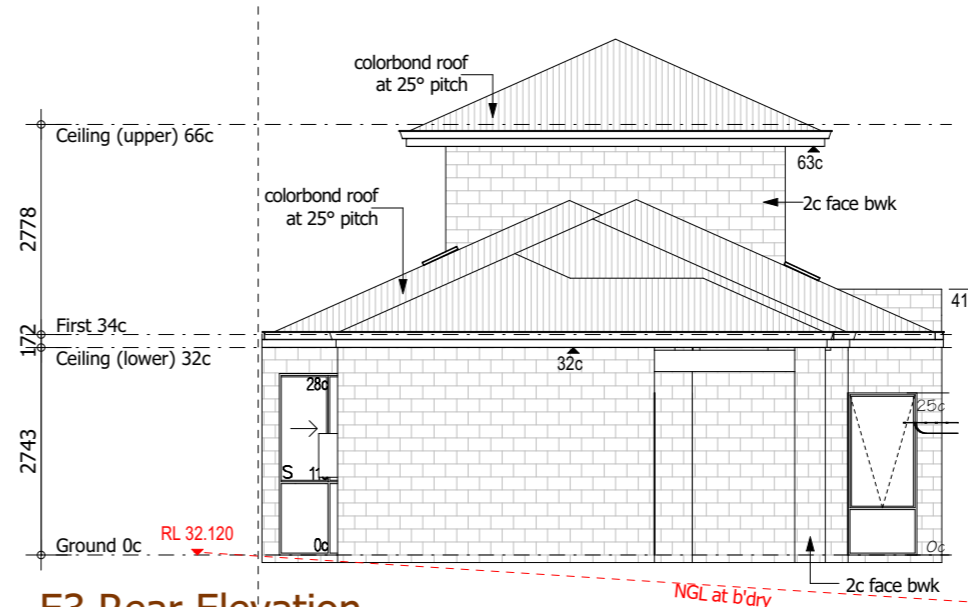 colorbond roof
at 25° pitch
Ceiling (upper) 66c
63c
colorbond roof
at 25° pitch
2c face bwk
2778
41
First 34c
172
Ceiling (lower) 32c
32c
28c
25c
2743
S
Ground 0c
RL 32.120
0c
0c
NGL at b'dry
2c face bwk
E3 Rear Elevation